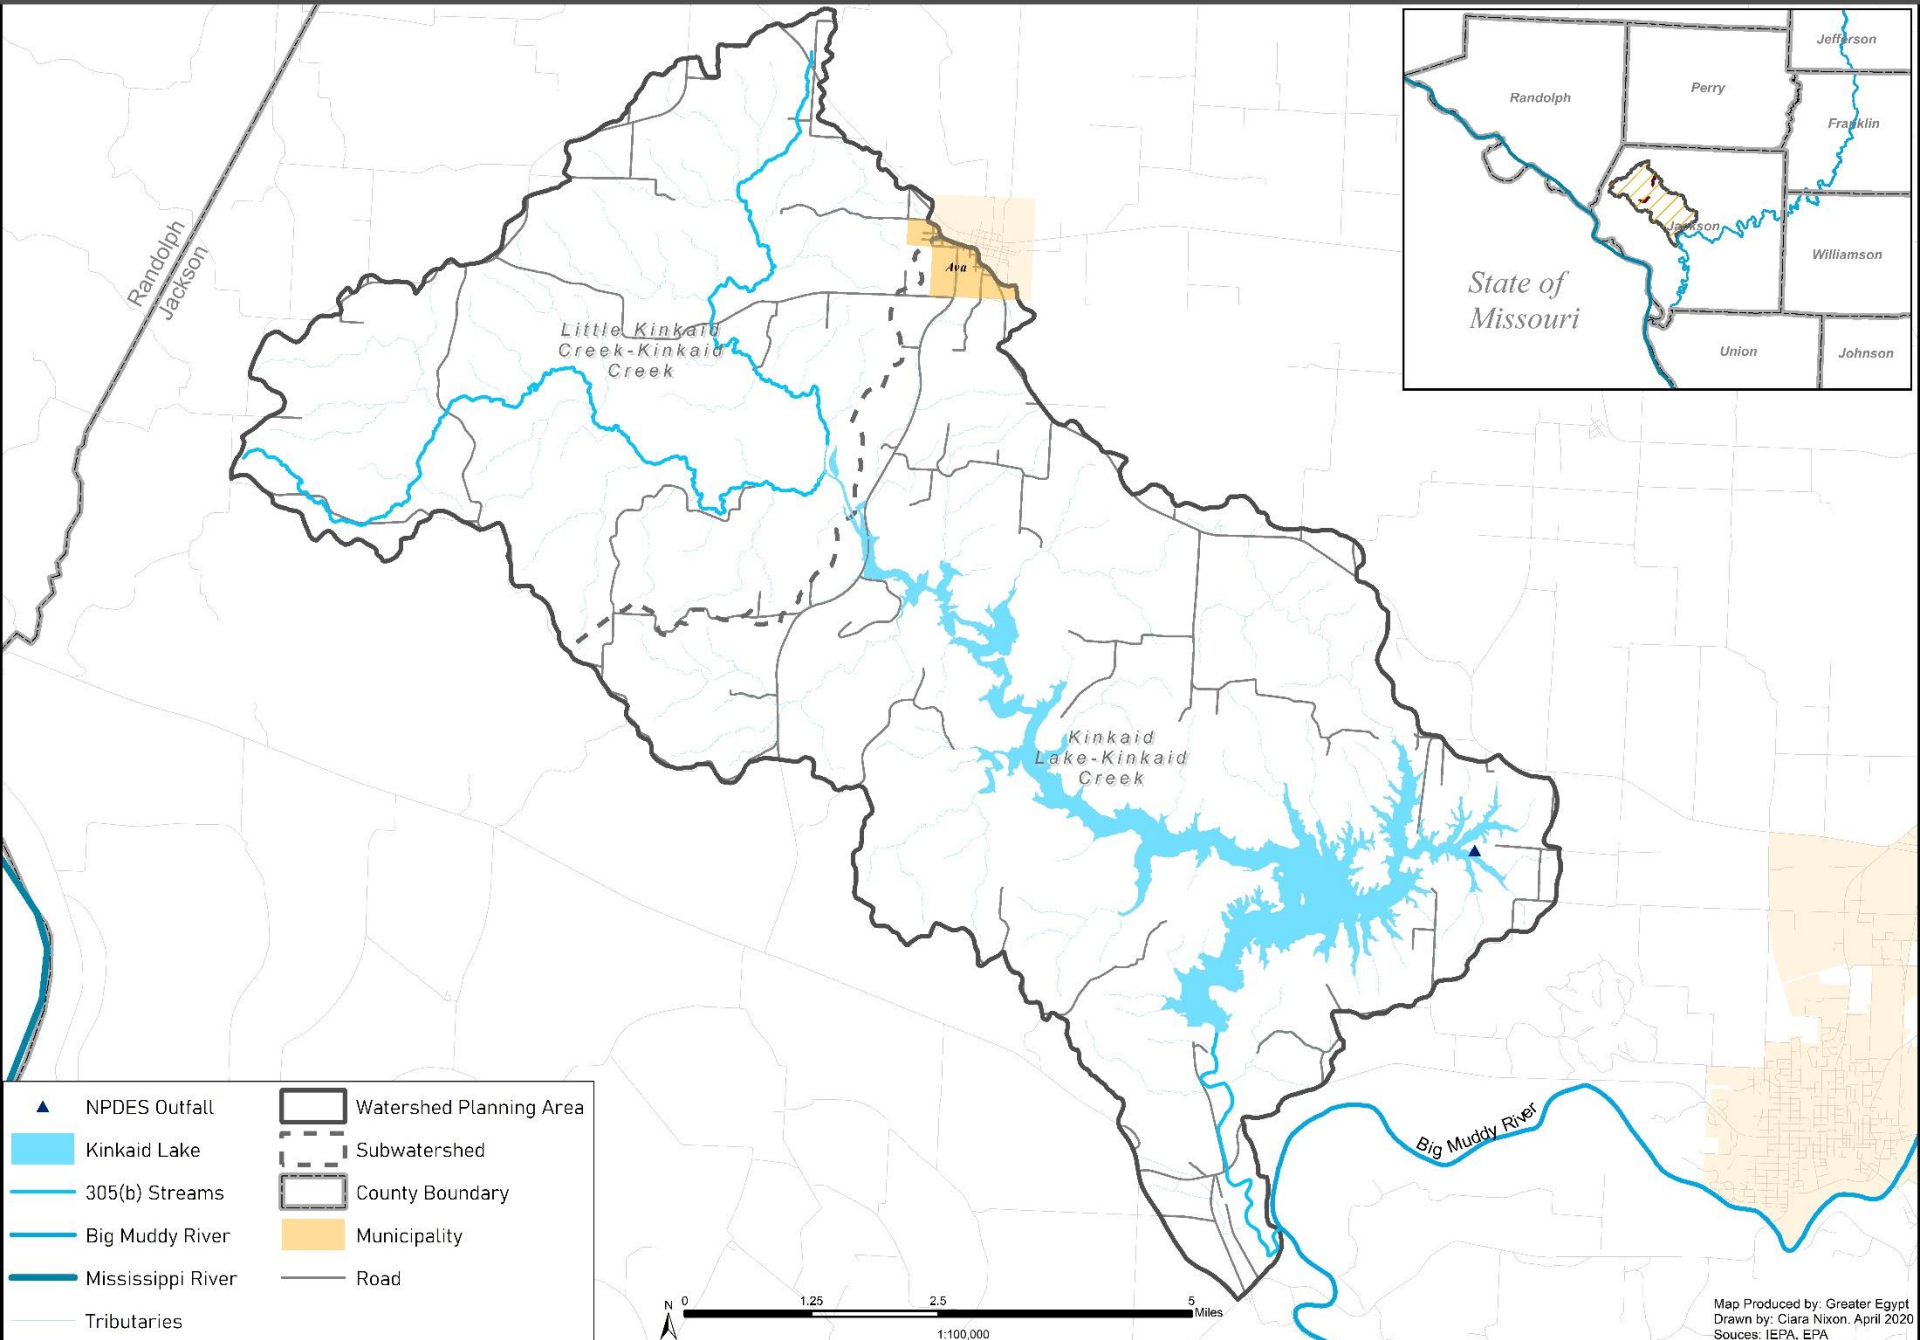 Randolph
Jackson
Little Kinkaid
Creek-Kinkaid
Creek
Ava
Kinkaid
Lake-Kinkaid
Creek
Big Muddy River
Jefferson
Randolph
Perry
Franklin
Jackson
Williamson
State of
Missouri
Union
Johnson
NPDES Outfall
Kinkaid Lake
305(b) Streams
Big Muddy River
Mississippi River
Tributaries
Watershed Planning Area
Subwatershed
County Boundary
Municipality
Road
N
0 1.25 2.5 5
Miles
1:100,000
Map Produced by: Greater Egypt
Drawn by: Ciara Nixon. April 2020
Souces: IEPA, EPA